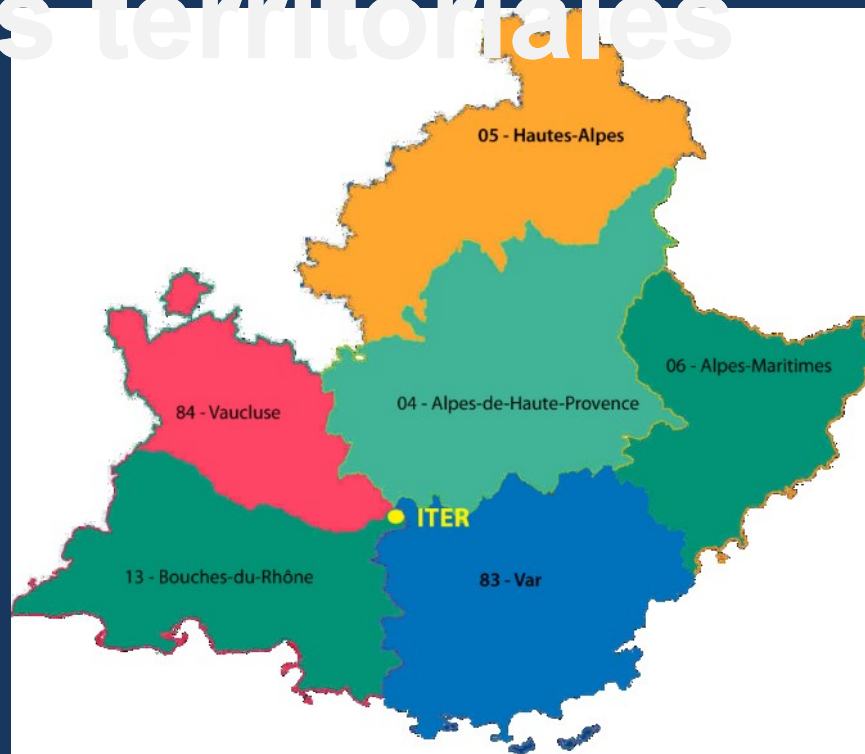 s territoriales
05 - Hautes-Alpes
06 - Alpes-Maritimes
04 - Alpes-de-Haute-Provence
84 - Vaucluse
ITER
13 - Bouches-du-Rhône
83 - Var